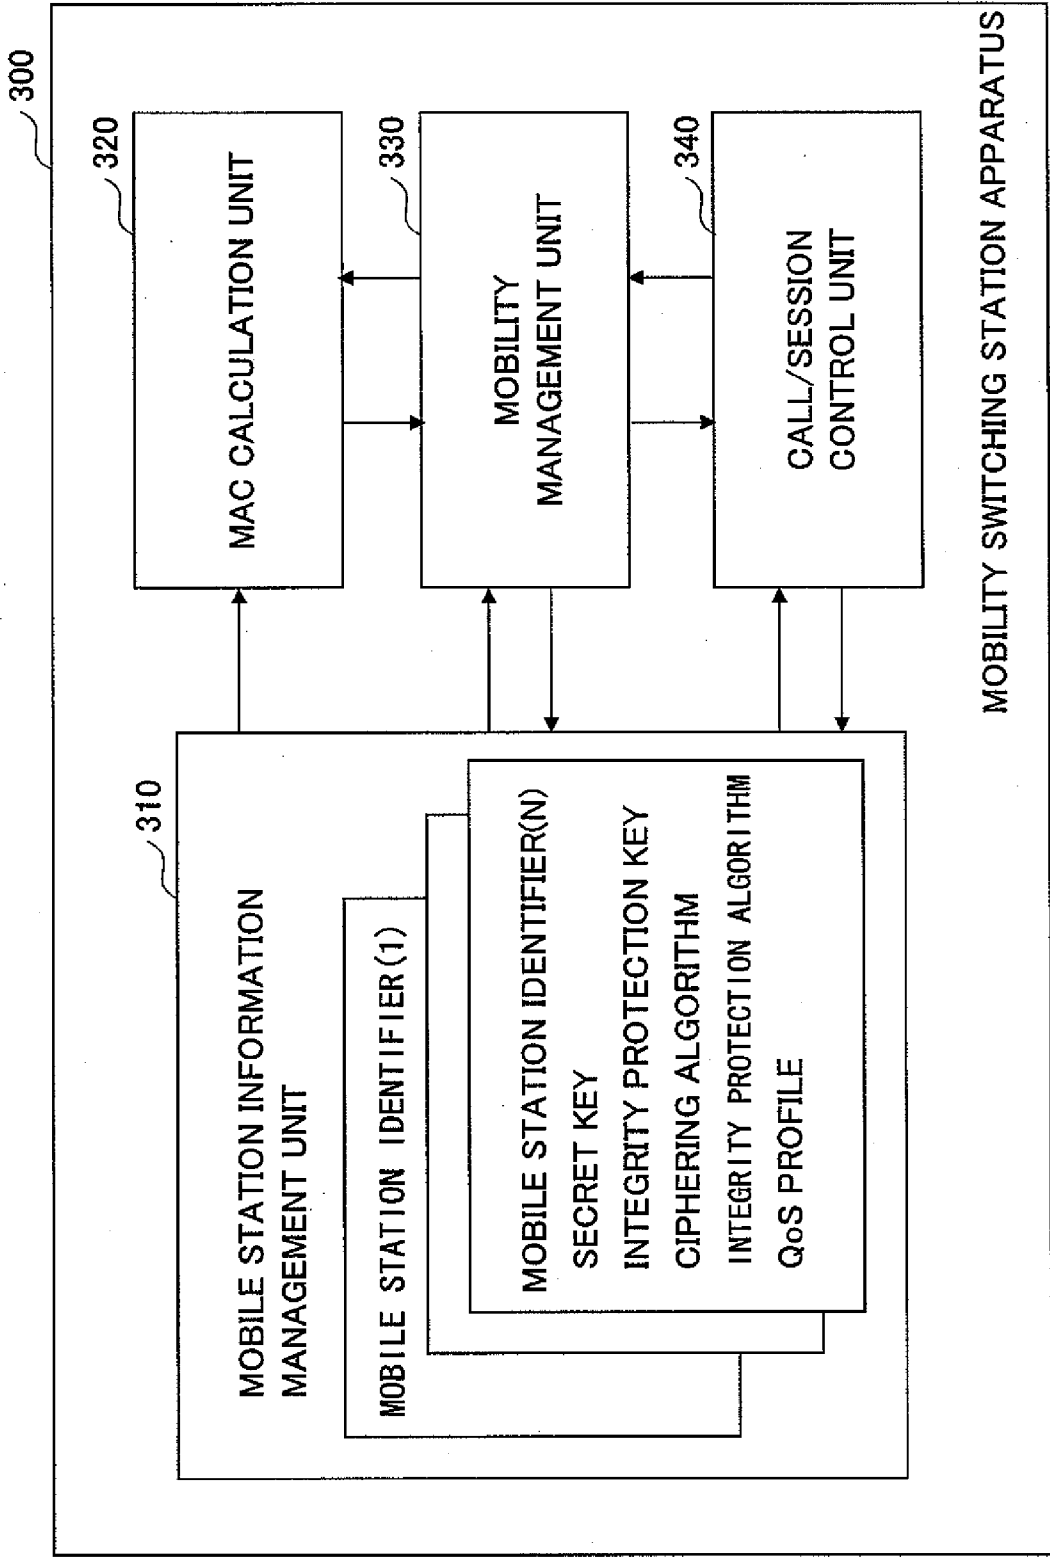 300
310
MOBILE STATION INFORMATION
MANAGEMENT UNIT
MOBILE STATION IDENTIFIER(1)
MOBILE STATION IDENTIFIER(N)
SECRET KEY
INTEGRITY PROTECTION KEY
CIPHERING ALGORITHM
INTEGRITY PROTECTION ALGORITHM
QoS PROFILE
320
MAC CALCULATION UNIT
330
MOBILITY
MANAGEMENT UNIT
340
CALL/SESSION
CONTROL UNIT
MOBILITY SWITCHING STATION APPARATUS